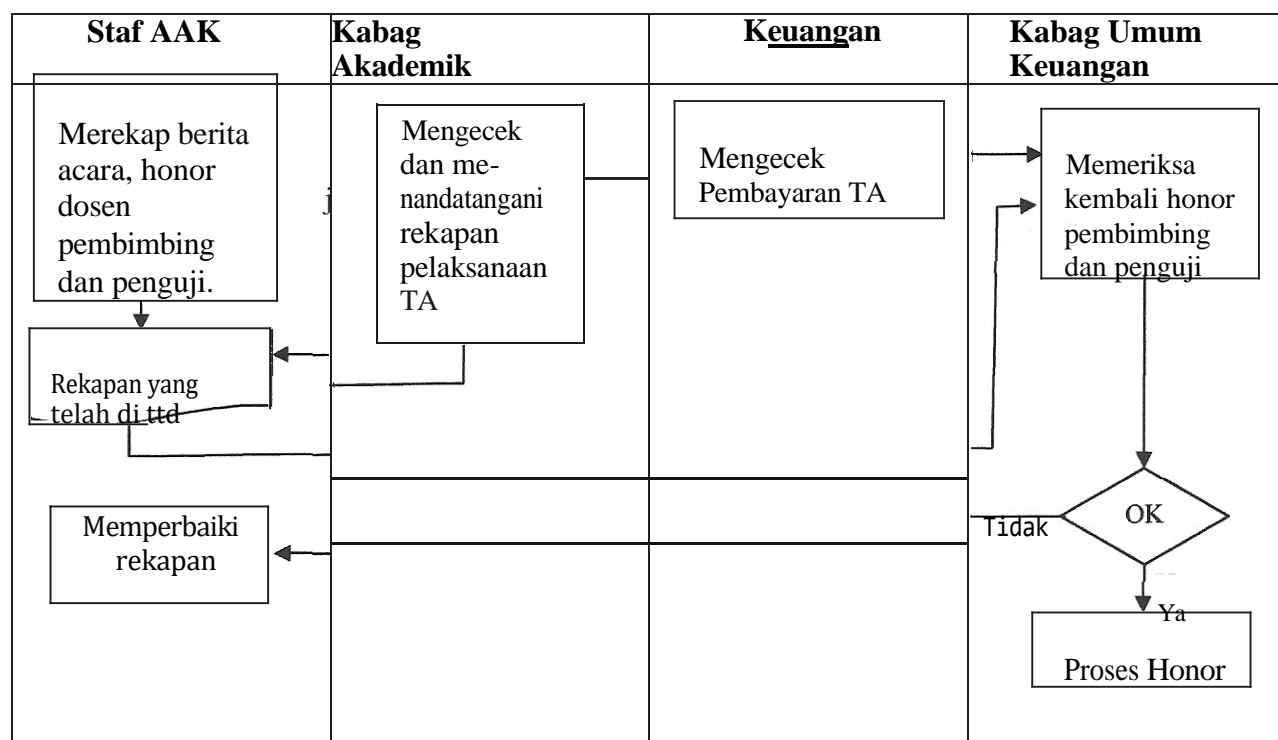 Staf AAK
Kabag
Akademik
Keuangan
Kabag Umum
Keuangan
Merekap berita
acara, honor
dosen
pembimbing
dan penguji.
j
Mengecek
dan me-
nandatangani
rekapan
pelaksanaan
TA
Mengecek
Pembayaran TA
Memeriksa
kembali honor
pembimbing
dan penguji
Rekapan yang
telah di ttd
Memperbaiki
rekapan
Tidak
OK
Ya
Proses Honor